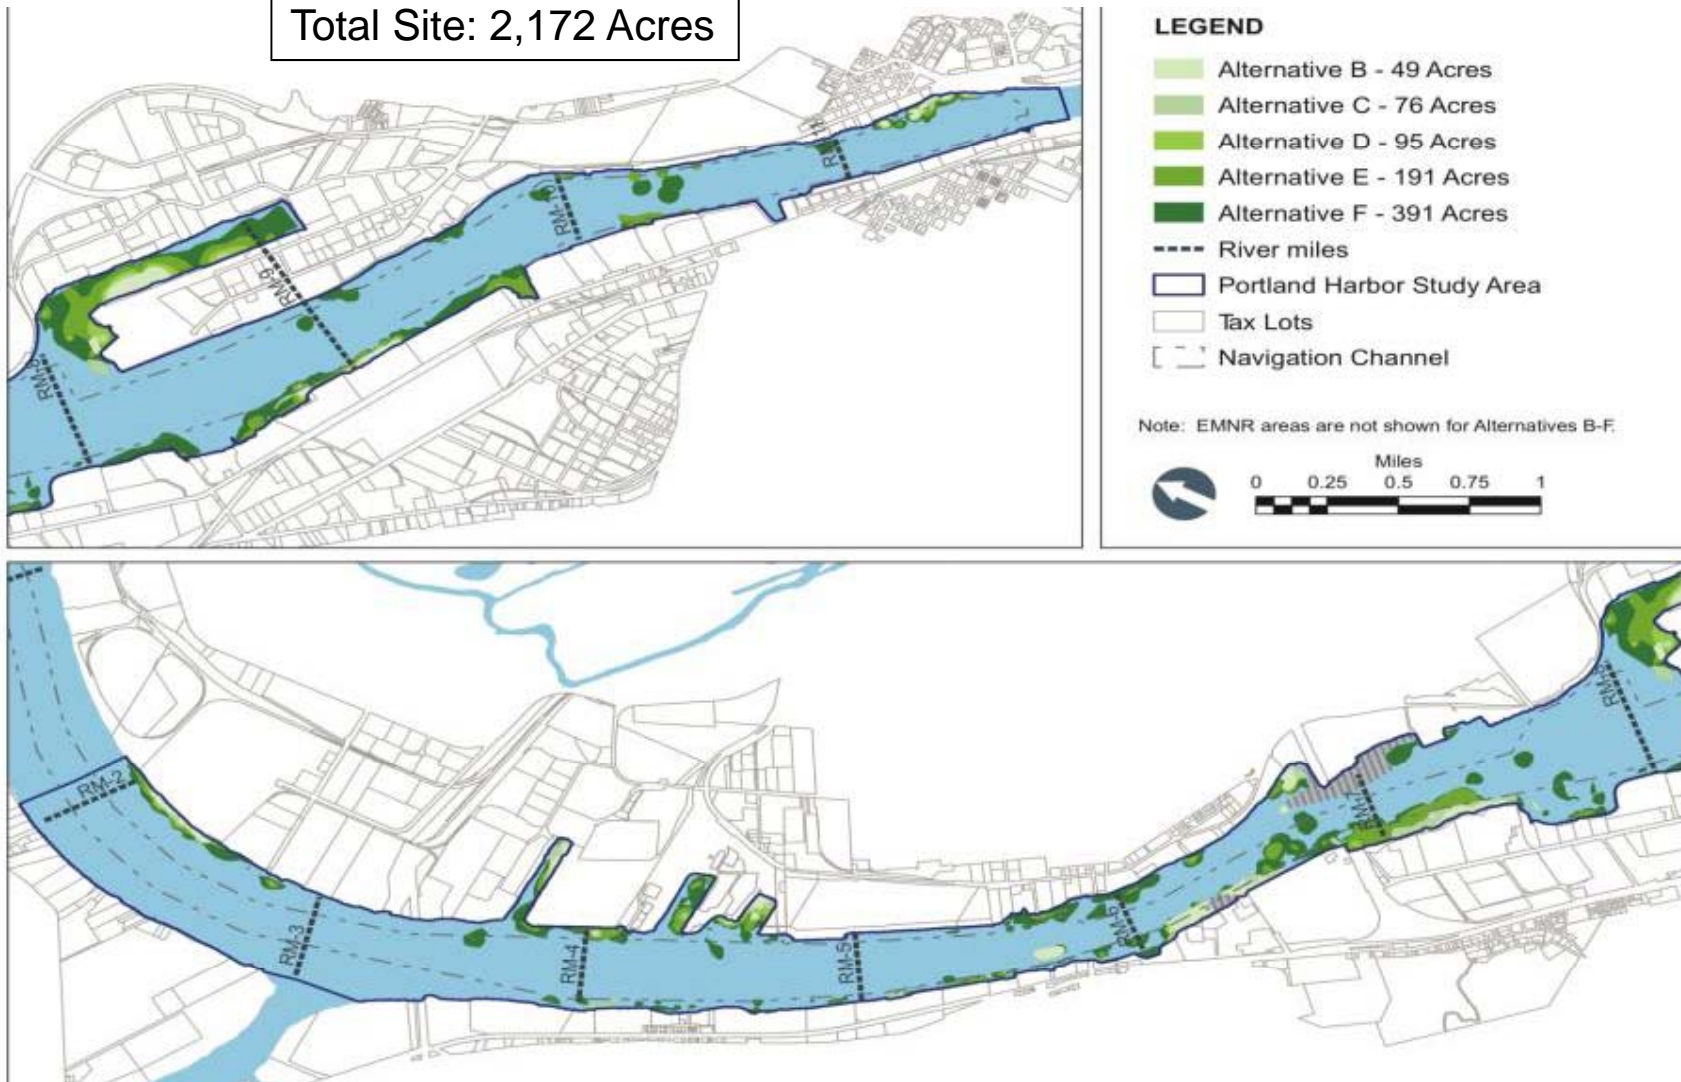 Total Site: 2,172 Acres
LEGEND
Alternative B - 49 Acres
Alternative C - 76 Acres
Alternative D - 95 Acres
Alternative E - 191 Acres
Alternative F - 391 Acres
River miles
Portland Harbor Study Area
Tax Lots
Navigation Channel
Note: EMNR areas are not shown for Alternatives B-F.
Miles
0 0.25 0.5 0.75 1
RM-9
RM-10
RM-8
RM-2
RM-3
RM-4
RM-5
RM-6
RM-7
RM-8